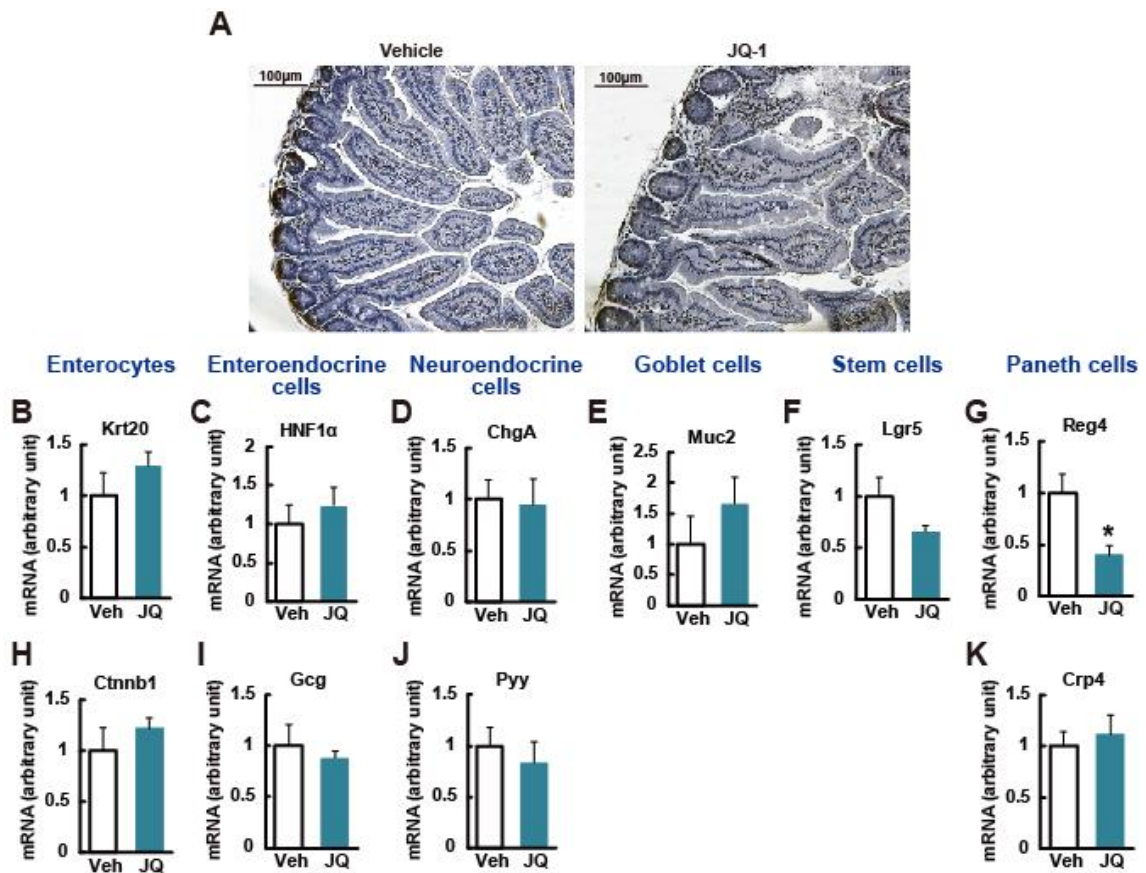 A
Vehicle
JQ-1
100μm
100μm
Enterocytes
Enteroendocrine
cells
Neuroendocrine
cells
Goblet cells
Stem cells
Paneth cells
B
Krt20
mRNA (arbitrary unit)
1.5
1
0.5
0
Veh JQ
C
HNF1α
mRNA (arbitrary unit)
2
1.5
1
0.5
0
Veh JQ
D
ChgA
mRNA (arbitrary unit)
1.5
1
0.5
0
Veh JQ
E
Muc2
mRNA (arbitrary unit)
2.5
2
1.5
1
0.5
0
Veh JQ
F
Lgr5
mRNA (arbitrary unit)
1.5
1
0.5
0
Veh JQ
G
Reg4
mRNA (arbitrary unit)
1.5
1
0.5
0
*
Veh JQ
H
Ctnnb1
mRNA (arbitrary unit)
1.5
1
0.5
0
Veh JQ
I
Gcg
mRNA (arbitrary unit)
1.5
1
0.5
0
Veh JQ
J
Pyy
mRNA (arbitrary unit)
1.5
1
0.5
0
Veh JQ
K
Crp4
mRNA (arbitrary unit)
1.5
1
0.5
0
Veh JQ